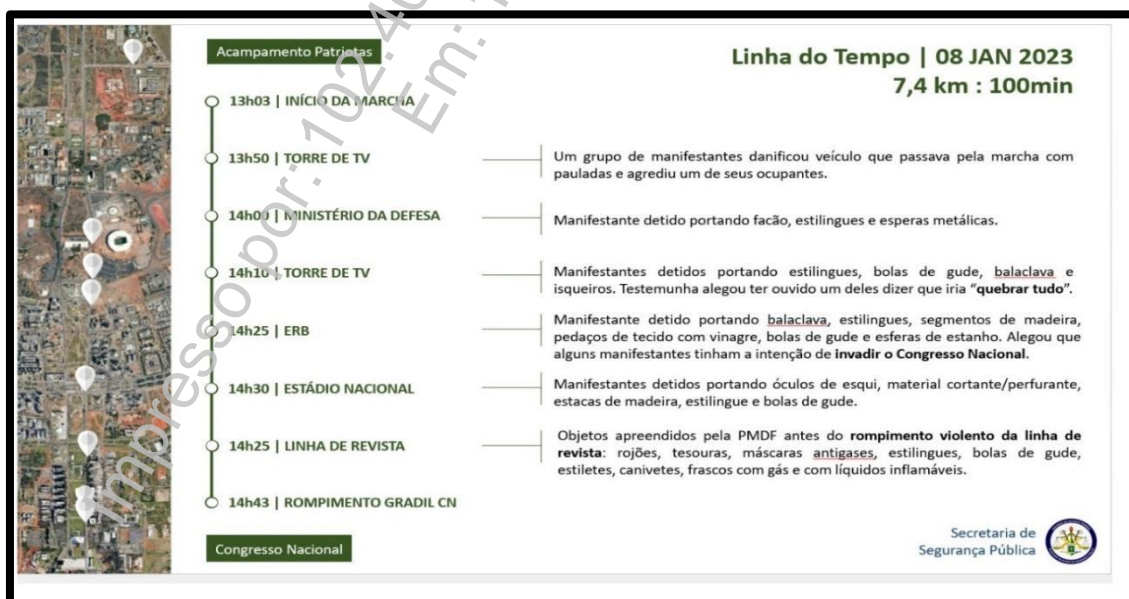 Acampamento Patriotas
Linha do Tempo | 08 JAN 2023
7,4 km : 100min
13h03 | INÍCIO DA MARCHA
13h50 | TORRE DE TV
Um grupo de manifestantes danificou veículo que passava pela marcha com
pauladas e agrediu um de seus ocupantes.
14h00 | MINISTÉRIO DA DEFESA
Manifestante detido portando facão, estilingues e esperas metálicas.
14h10 | TORRE DE TV
Manifestantes detidos portando estilingues, bolas de gude, balaclava e
isqueiros. Testemunha alegou ter ouvido um deles dizer que iria “quebrar tudo”.
14h25 | ERB
Manifestante detido portando balaclava, estilingues, segmentos de madeira,
pedaços de tecido com vinagre, bolas de gude e esferas de estanho. Alegou que
alguns manifestantes tinham a intenção de invadir o Congresso Nacional.
14h30 | ESTÁDIO NACIONAL
Manifestantes detidos portando óculos de esqui, material cortante/perfurante,
estacas de madeira, estilingue e bolas de gude.
14h25 | LINHA DE REVISTA
Objetos apreendidos pela PMDF antes do rompimento violento da linha de
revista: rojões, tesouras, máscaras antigases, estilingues, bolas de gude,
estiletes, canivetes, frascos com gás e com líquidos inflamáveis.
14h43 | ROMPIMENTO GRADIL CN
Congresso Nacional
Secretaria de
Segurança Pública
Impresso por: 102.4
Em: